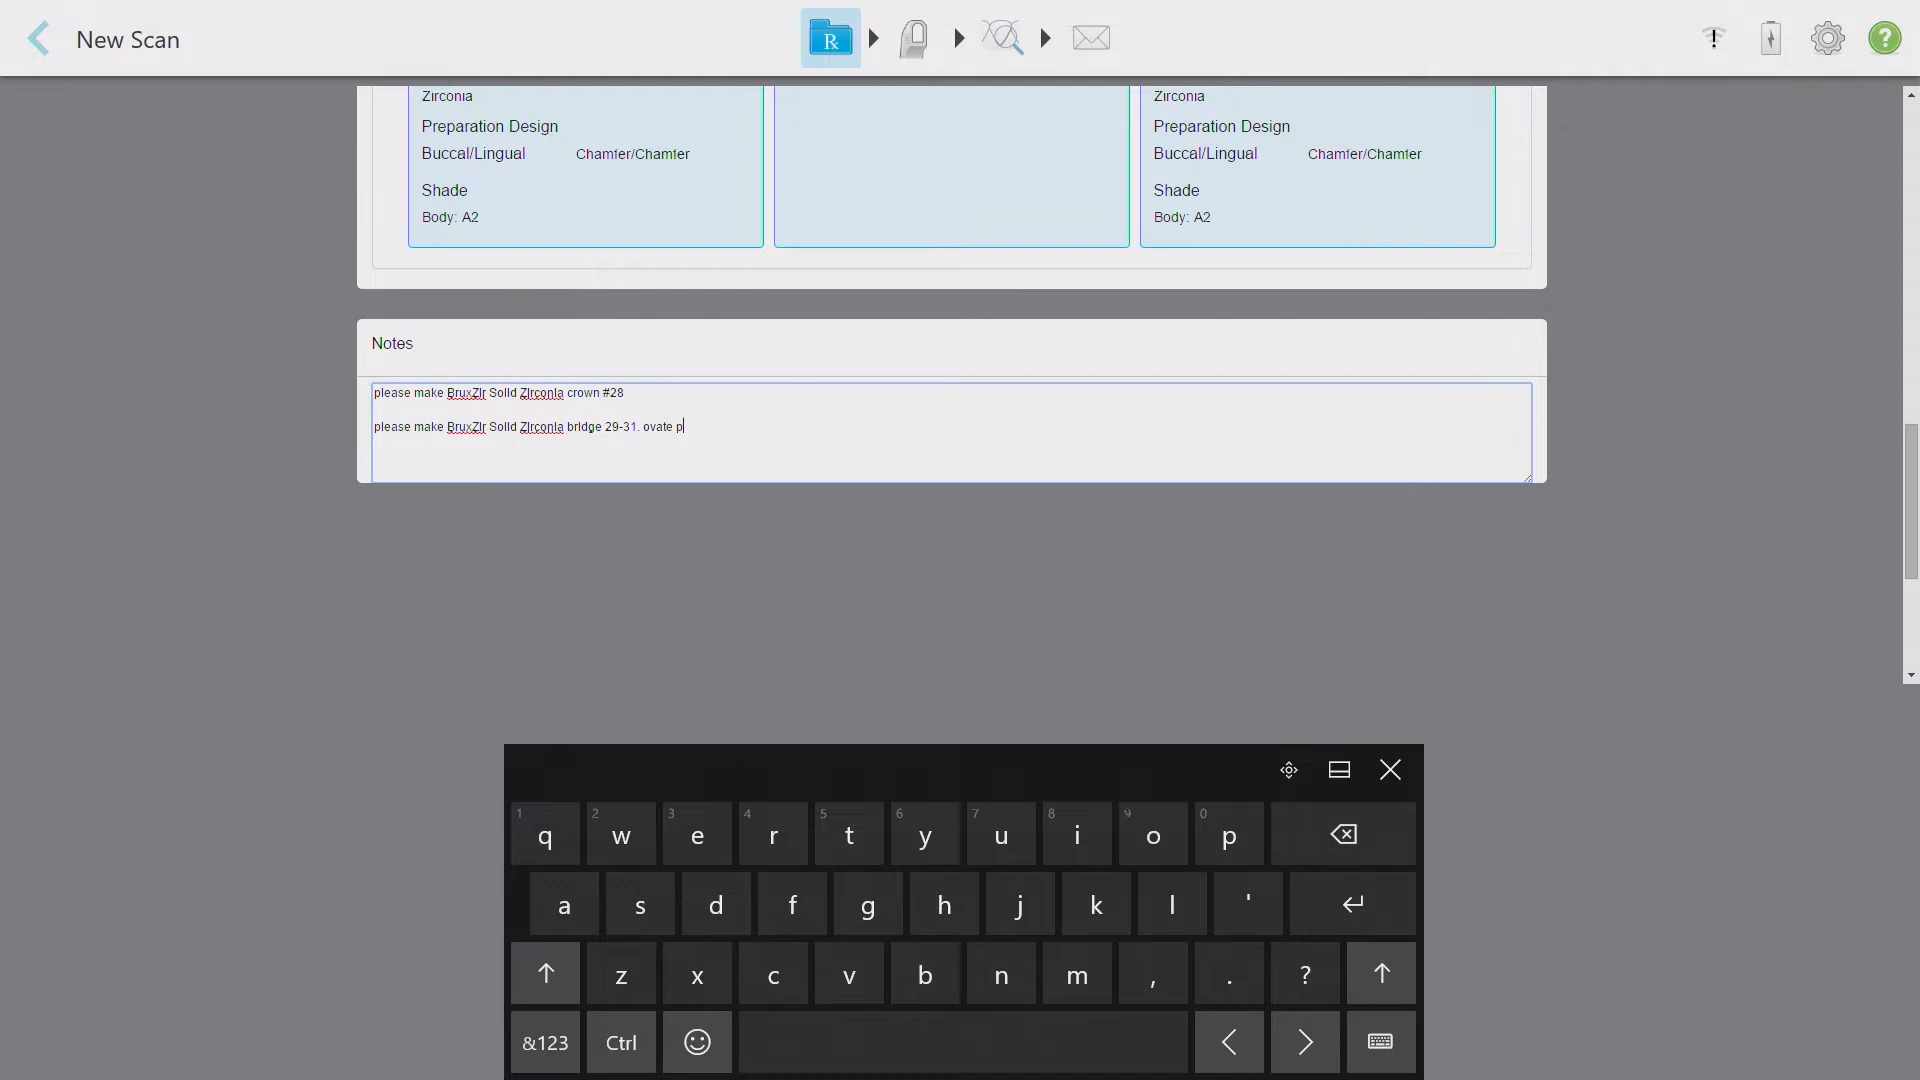 New Scan
R
?
Zirconia
Zirconia
Preparation Design
Preparation Design
Buccal/Lingual Chamfer/Chamfer
Buccal/Lingual Chamfer/Chamfer
Shade
Shade
Body: A2
Body: A2
Notes
please make BruxZir Solid Zirconia crown #28
please make BruxZir Solid Zirconia bridge 29-31. ovate p
1 2 3 4 5 6 7 8 9 0
q w e r t y u i o p
a s d f g h j k l '
z x c v b n m , . ?
&123 Ctrl